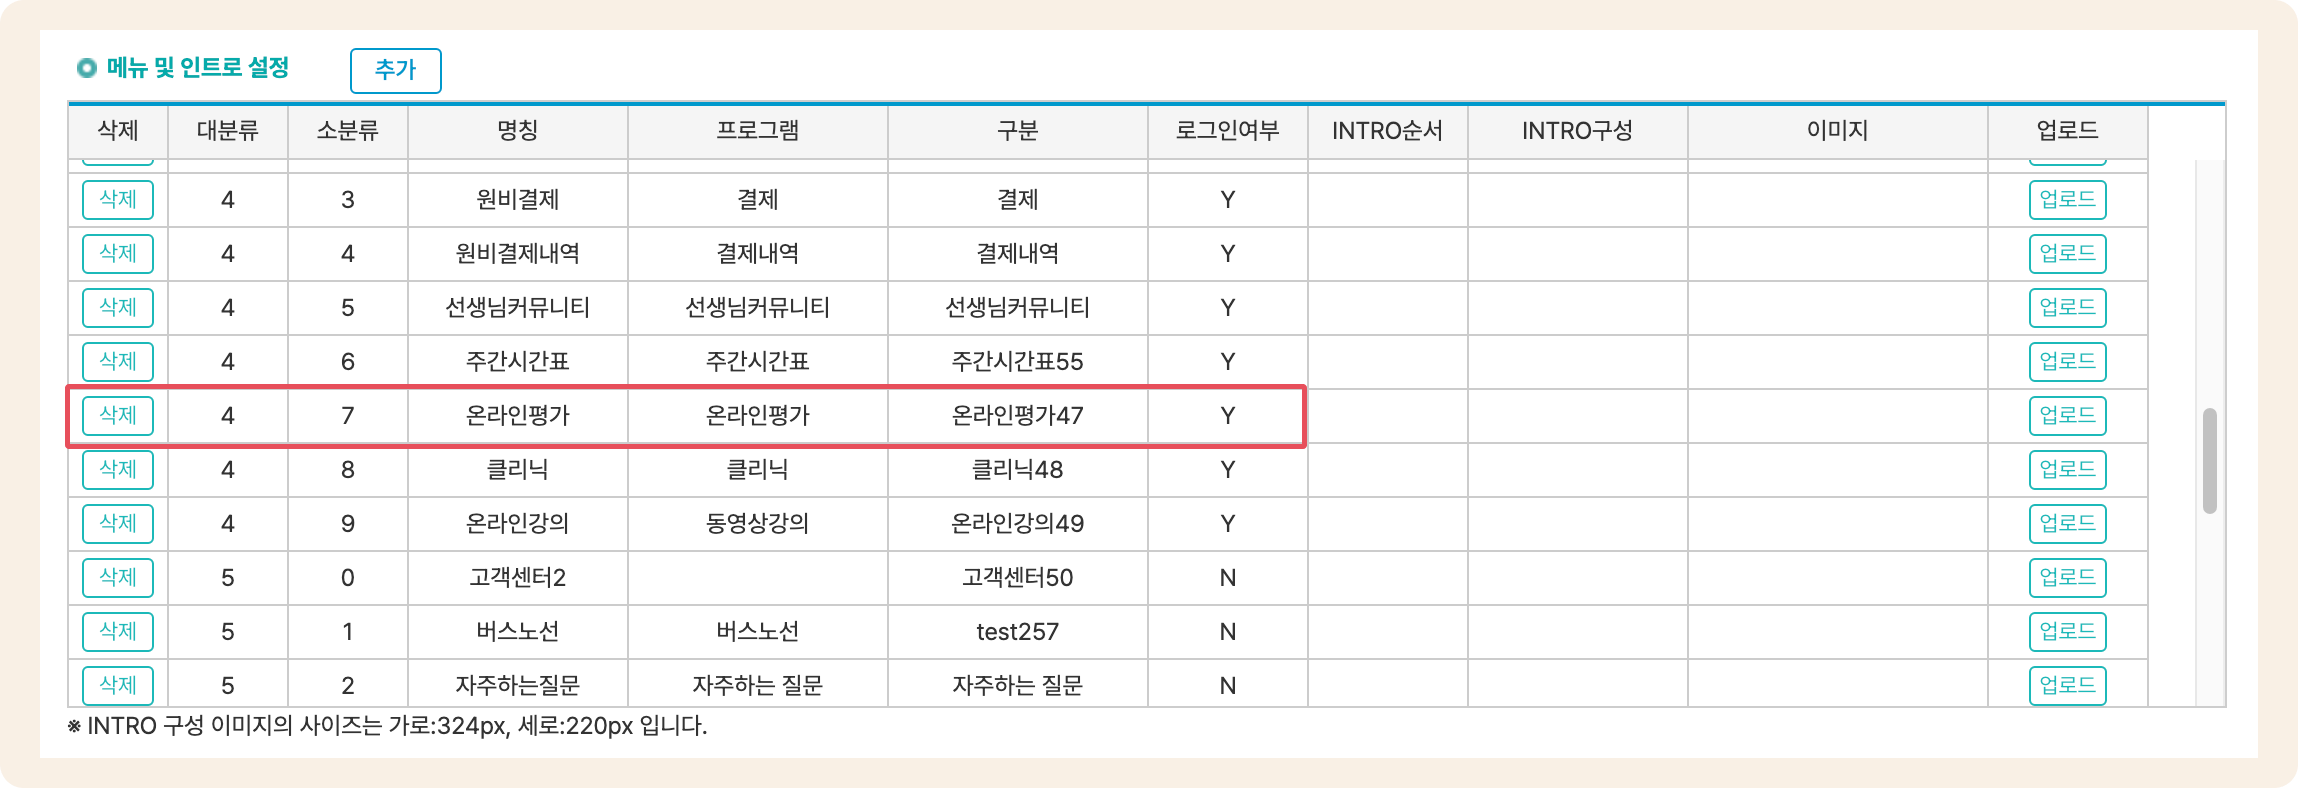 메뉴 및 인트로 설정 추가
삭제 대분류 소분류 명칭 프로그램 구분 로그인여부 INTRO순서 INTRO구성 이미지 업로드
삭제 4 3 원비결제 결제 결제 Y 업로드
삭제 4 4 원비결제내역 결제내역 결제내역 Y 업로드
삭제 4 5 선생님커뮤니티 선생님커뮤니티 선생님커뮤니티 Y 업로드
삭제 4 6 주간시간표 주간시간표 주간시간표55 Y 업로드
삭제 4 7 온라인평가 온라인평가 온라인평가47 Y 업로드
삭제 4 8 클리닉 클리닉 클리닉48 Y 업로드
삭제 4 9 온라인강의 동영상강의 온라인강의49 Y 업로드
삭제 5 0 고객센터2 고객센터50 N 업로드
삭제 5 1 버스노선 버스노선 test257 N 업로드
삭제 5 2 자주하는질문 자주하는 질문 자주하는 질문 N 업로드
※ INTRO 구성 이미지의 사이즈는 가로:324px, 세로:220px 입니다.